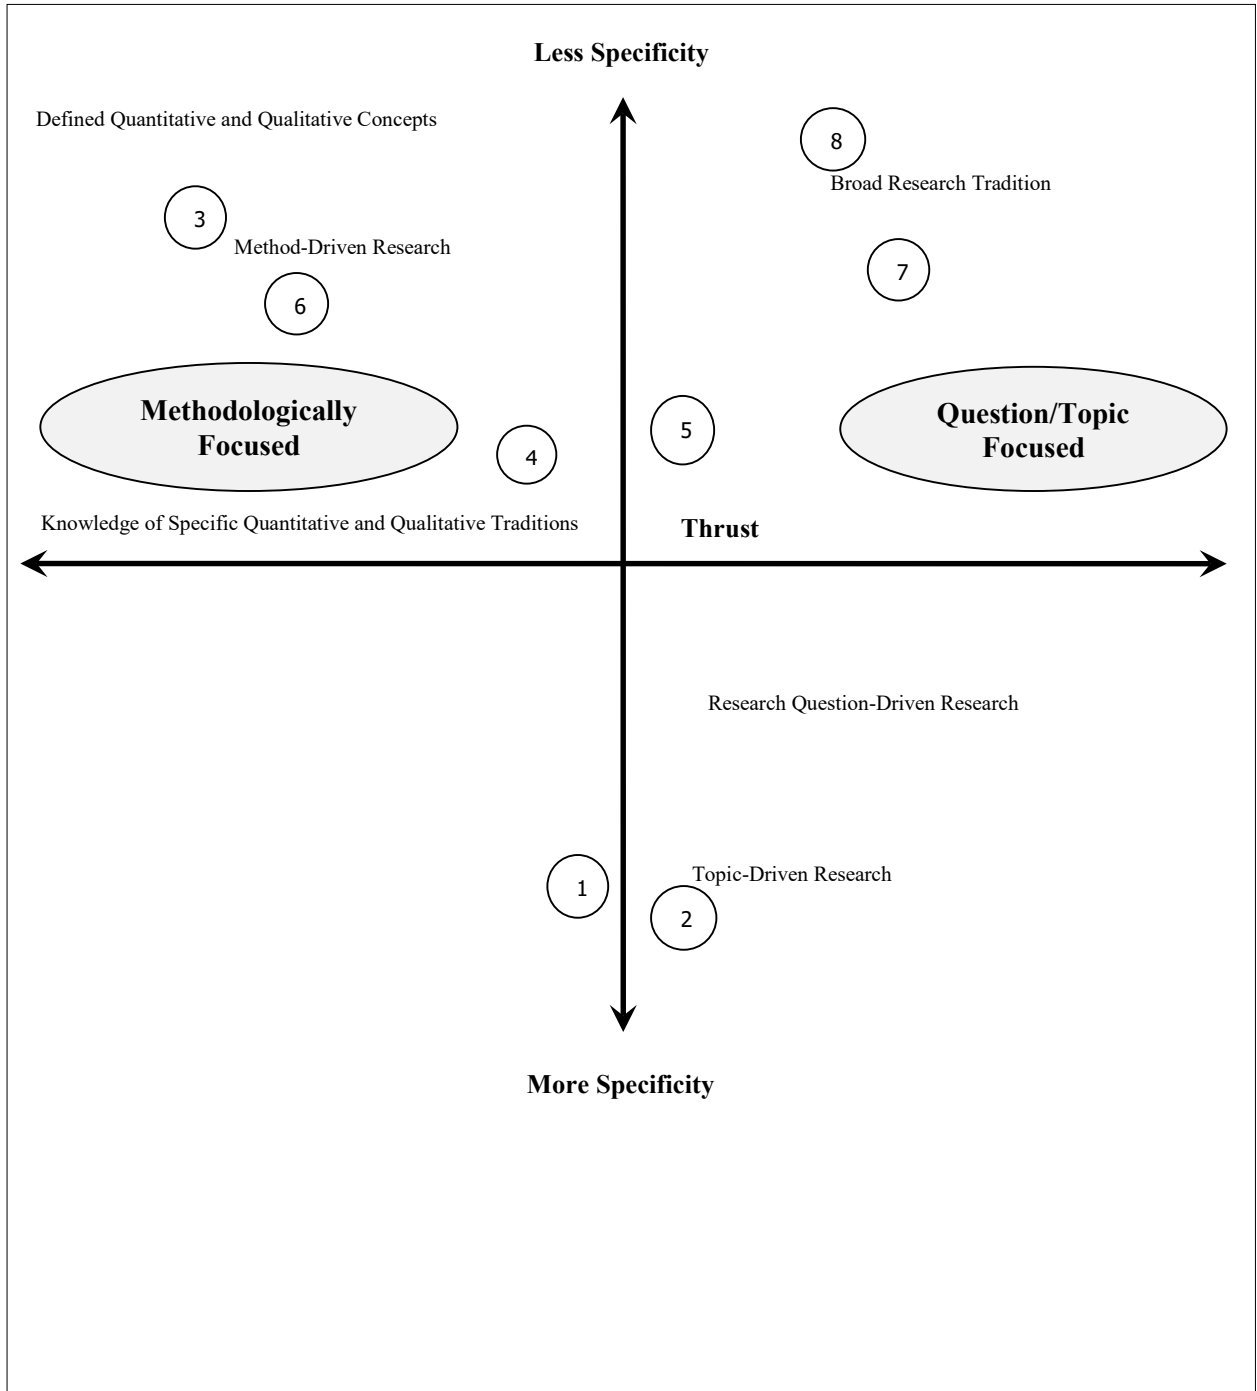 Less Specificity
Defined Quantitative and Qualitative Concepts
8
Broad Research Tradition
3
Method-Driven Research
7
6
Methodologically
Focused
Question/Topic
Focused
5
4
Knowledge of Specific Quantitative and Qualitative Traditions
Thrust
Research Question-Driven Research
Topic-Driven Research
1
2
More Specificity